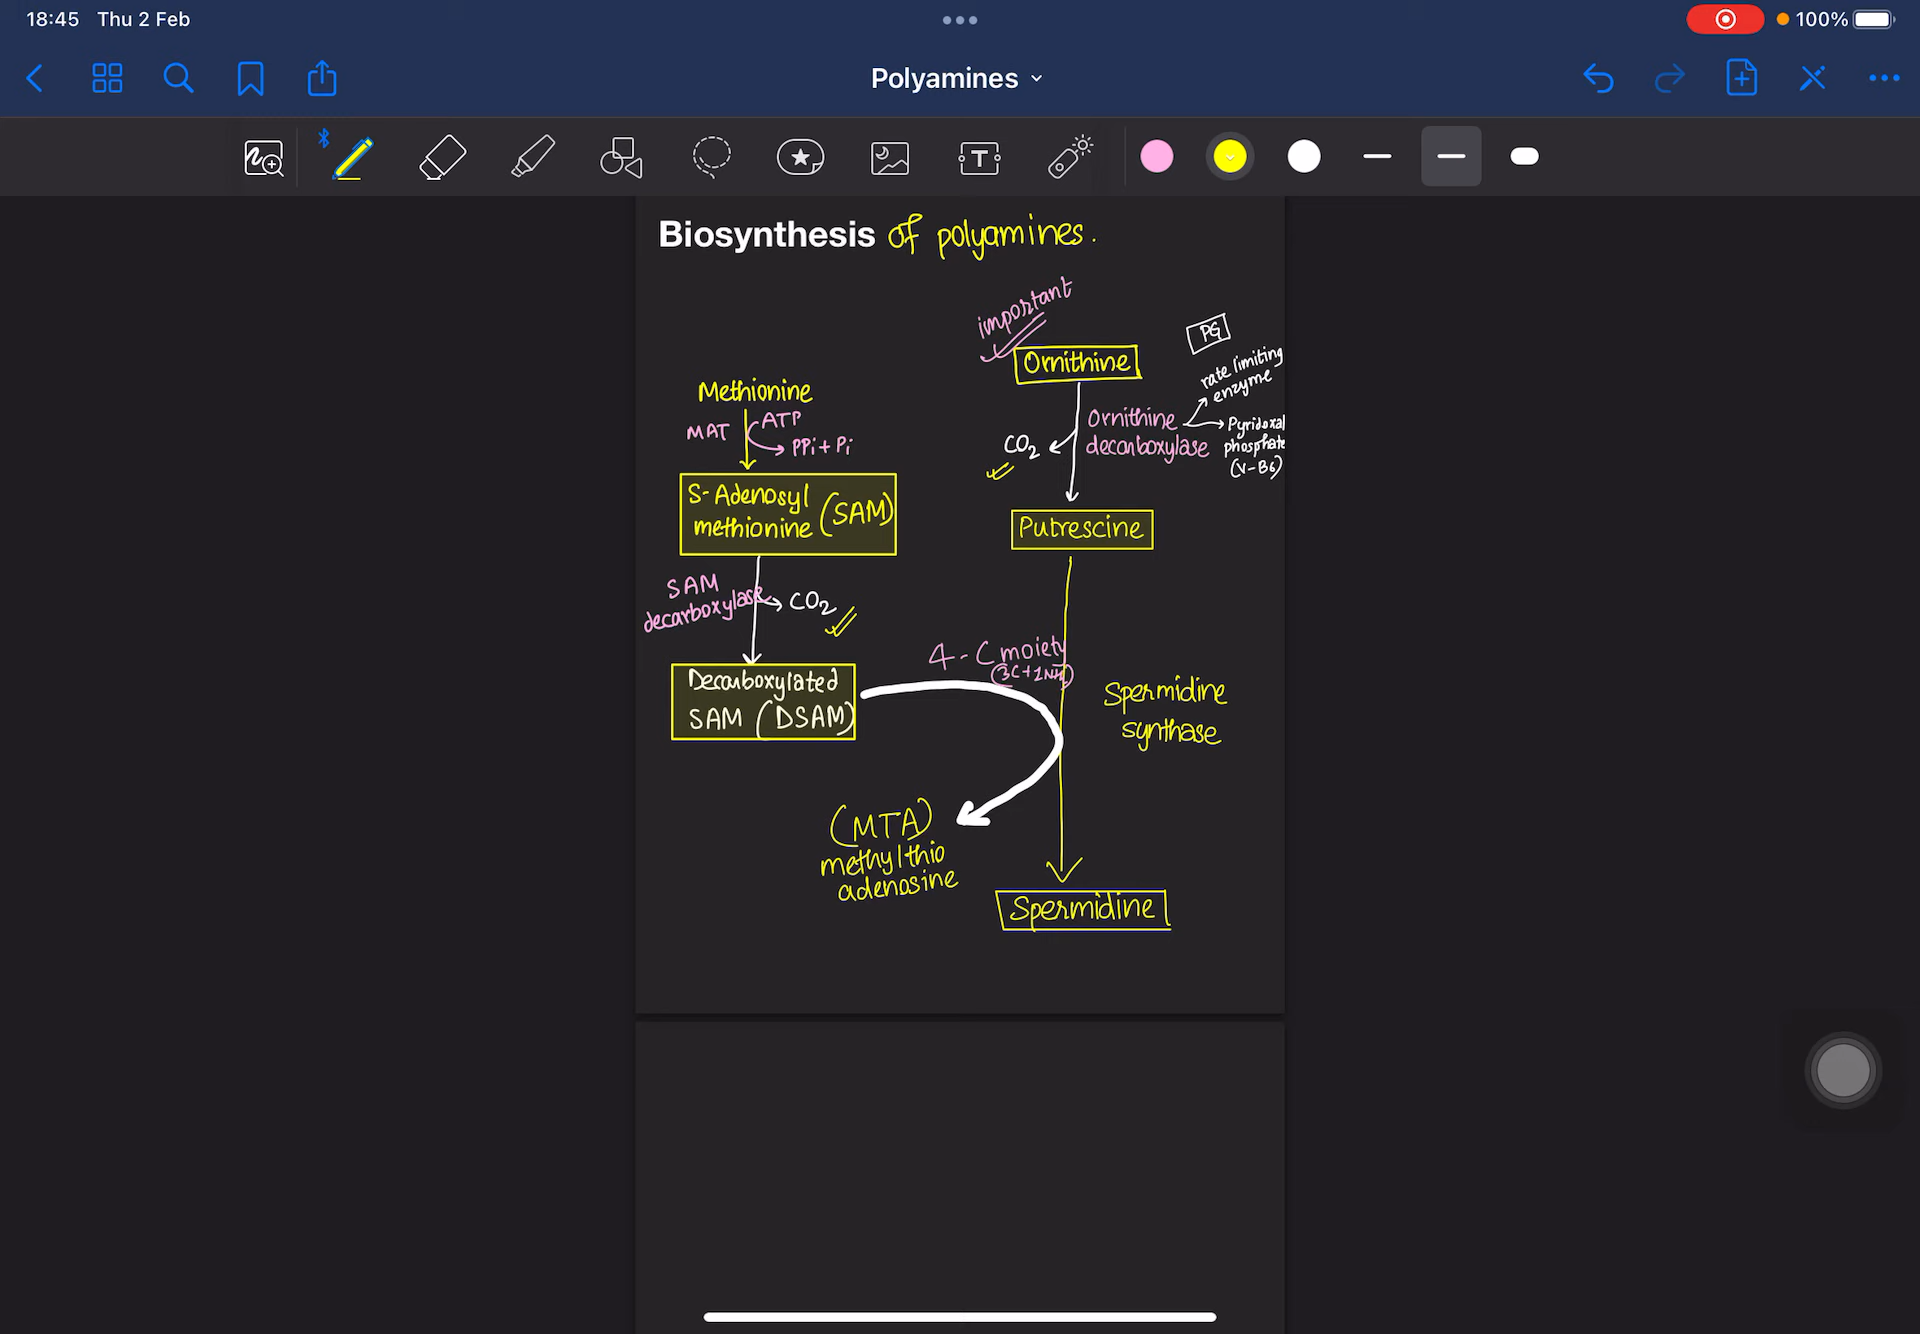 18:45 Thu 2 Feb
100%
Polyamines
T
Biosynthesis of polyamines.
important
PG
Ornithine
rate limiting
enzyme
Methionine
MAT
ATP
PPi + Pi
Ornithine
decarboxylase
Pyridoxal
phosphate
(V-B6)
CO2
S-Adenosyl
methionine (SAM)
Putrescine
SAM
decarboxylase
CO2
4-C moiety
(3C+1NH)
Decarboxylated
SAM (DSAM)
Spermidine
synthase
(MTA)
methylthio
adenosine
Spermidine